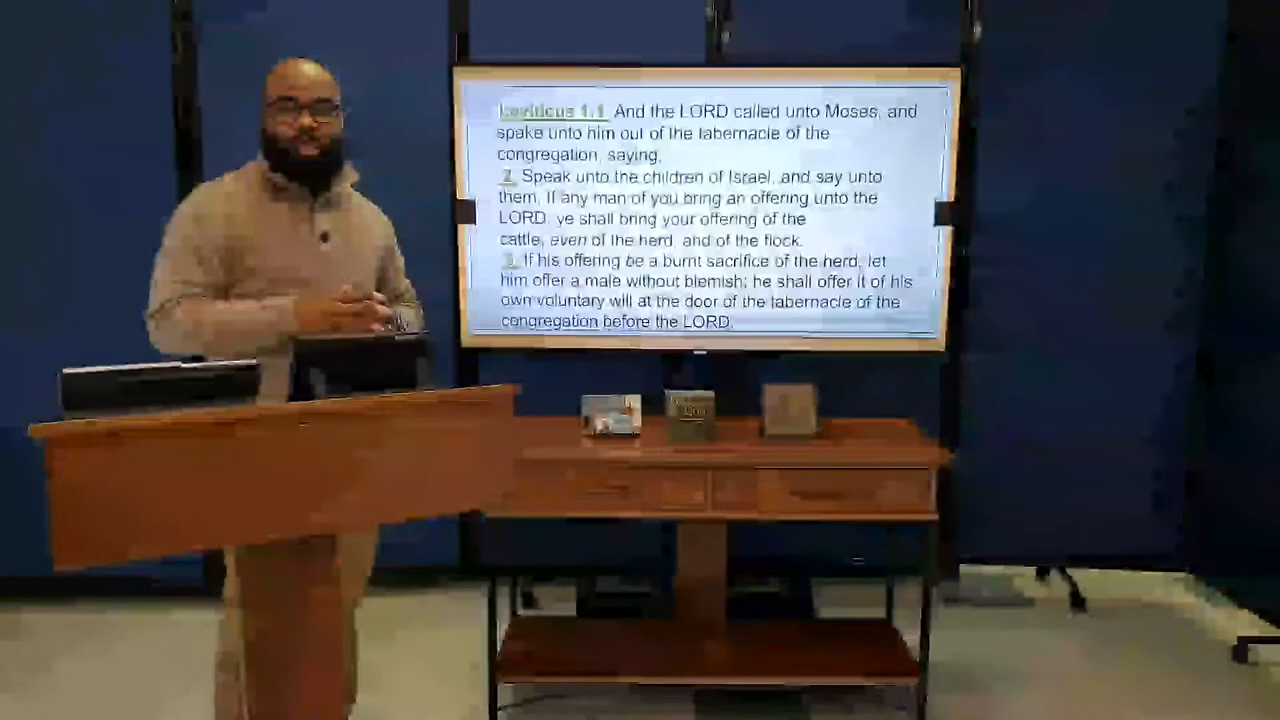 Leviticus 1:1 And the LORD called unto Moses, and
spake unto him out of the tabernacle of the
congregation, saying,
2 Speak unto the children of Israel, and say unto
them, If any man of you bring an offering unto the
LORD, ye shall bring your offering of the
cattle, even of the herd, and of the flock.
3 If his offering be a burnt sacrifice of the herd, let
him offer a male without blemish: he shall offer it of his
own voluntary will at the door of the tabernacle of the
congregation before the LORD.